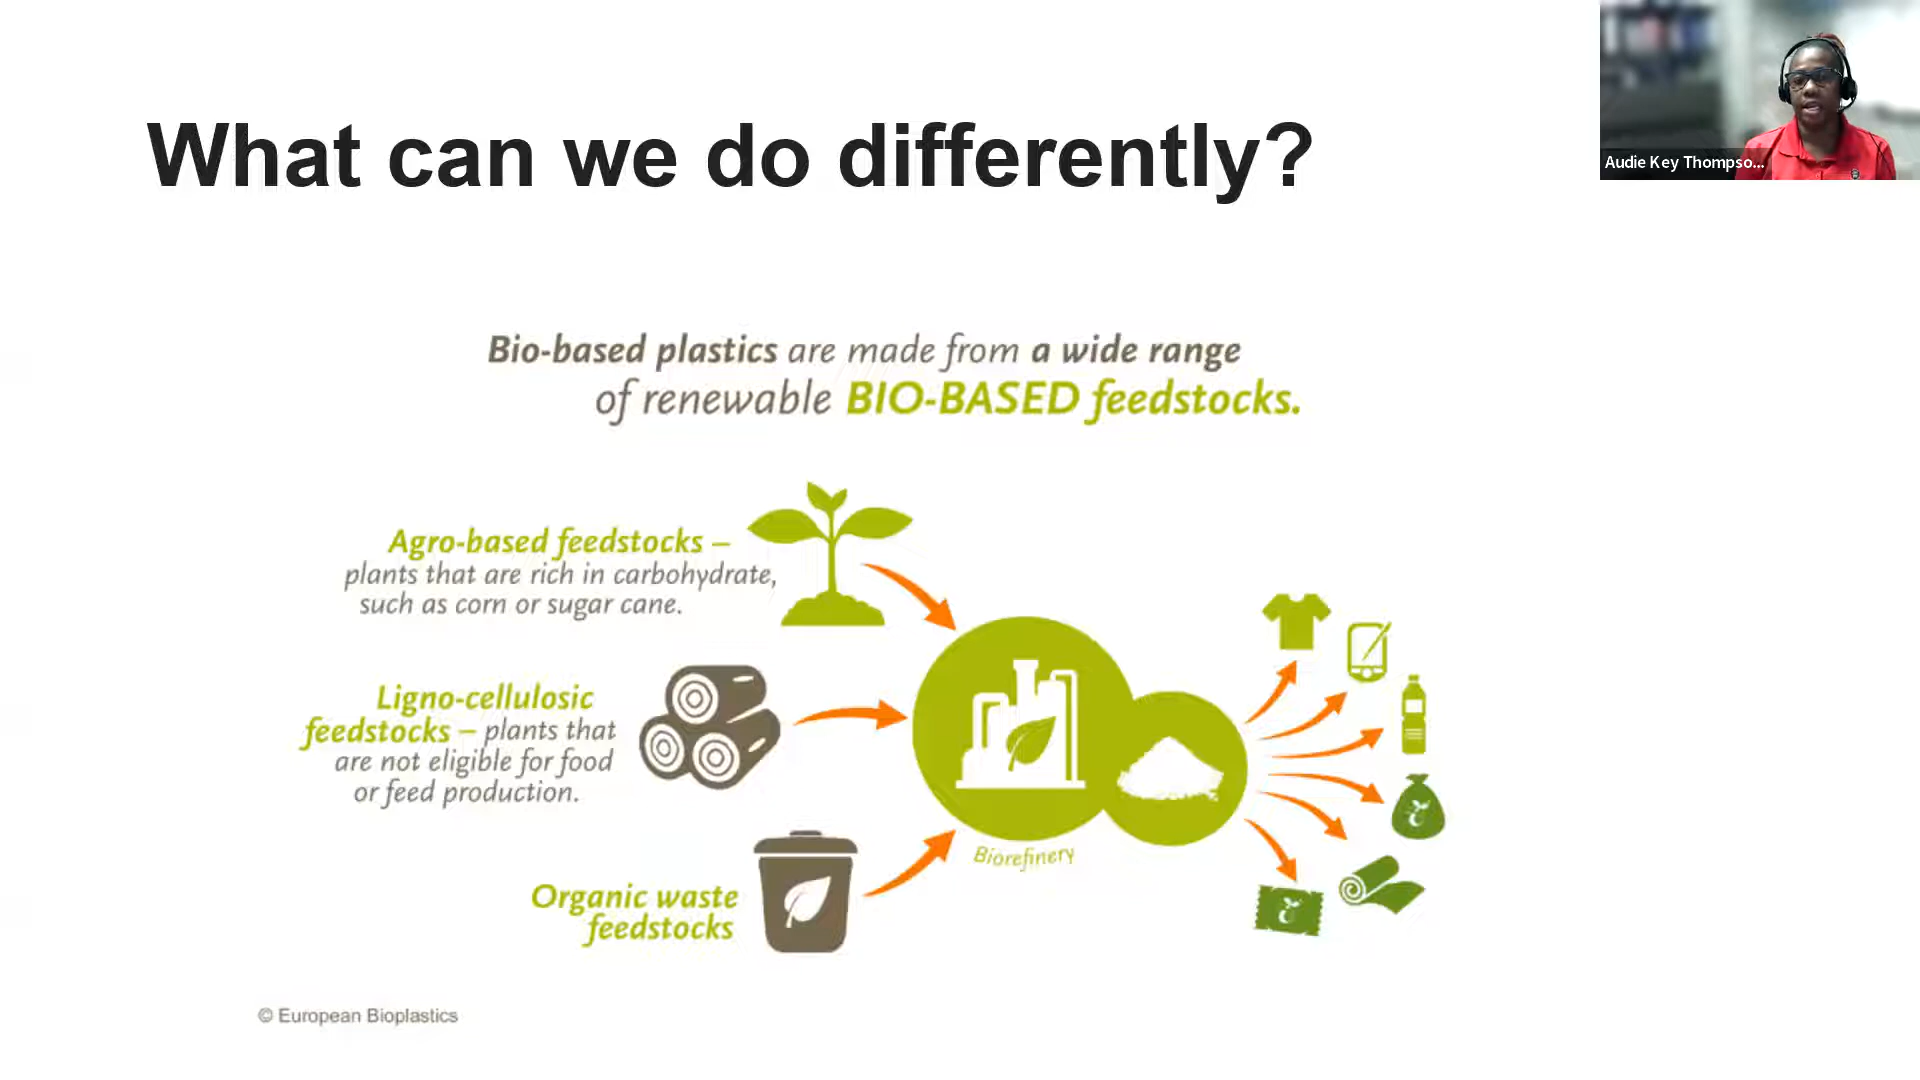 What can we do differently?
Audie Key Thompso...
Bio-based plastics are made from a wide range
of renewable BIO-BASED feedstocks.
Agro-based feedstocks –
plants that are rich in carbohydrate,
such as corn or sugar cane.
Ligno-cellulosic
feedstocks – plants that
are not eligible for food
or feed production.
Organic waste
feedstocks
Biorefinery
© European Bioplastics